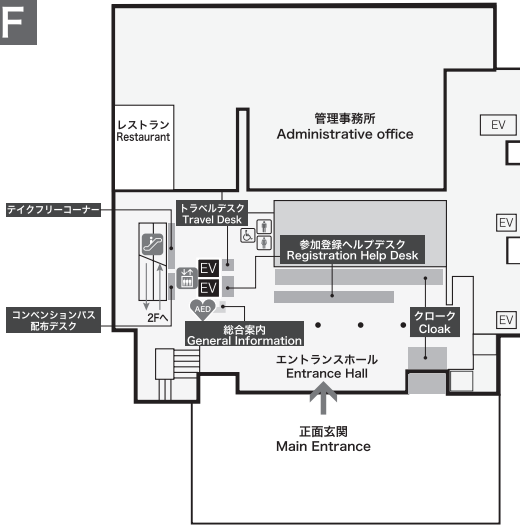 F
管理事務所
Administrative office
レストラン
Restaurant
EV
テイクフリーコーナー
トラベルデスク
Travel Desk
EV
参加登録ヘルプデスク
Registration Help Desk
EV
EV
AED
コンベンションバス
配布デスク
2Fへ
総合案内
General Information
クローク
Cloak
EV
エントランスホール
Entrance Hall
正面玄関
Main Entrance